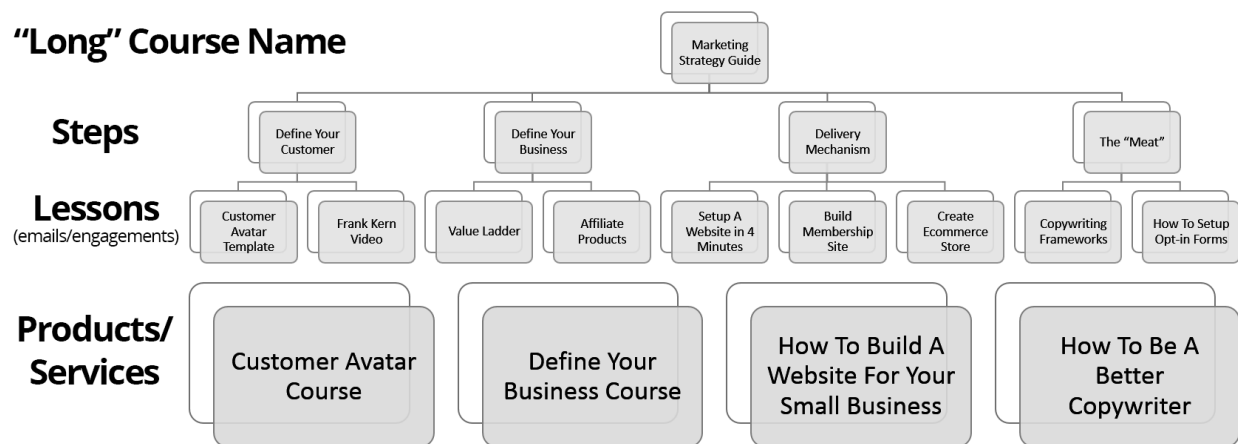 “Long” Course Name
Marketing
Strategy Guide
Steps
Define Your
Customer
Define Your
Business
Delivery
Mechanism
The “Meat”
Lessons
(emails/engagements)
Customer
Avatar
Template
Frank Kern
Video
Value Ladder
Affiliate
Products
Setup A
Website in 4
Minutes
Build
Membership
Site
Create
Ecommerce
Store
Copywriting
Frameworks
How To Setup
Opt-in Forms
Products/
Services
Customer Avatar
Course
Define Your
Business Course
How To Build A
Website For Your
Small Business
How To Be A
Better
Copywriter